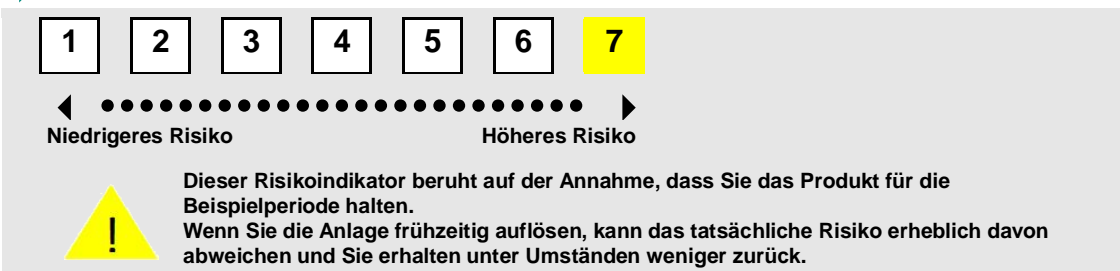 1 2 3 4 5 6 7
Niedrigeres Risiko Höheres Risiko
Dieser Risikoindikator beruht auf der Annahme, dass Sie das Produkt für die
Beispielperiode halten.
Wenn Sie die Anlage frühzeitig auflösen, kann das tatsächliche Risiko erheblich davon
abweichen und Sie erhalten unter Umständen weniger zurück.
!